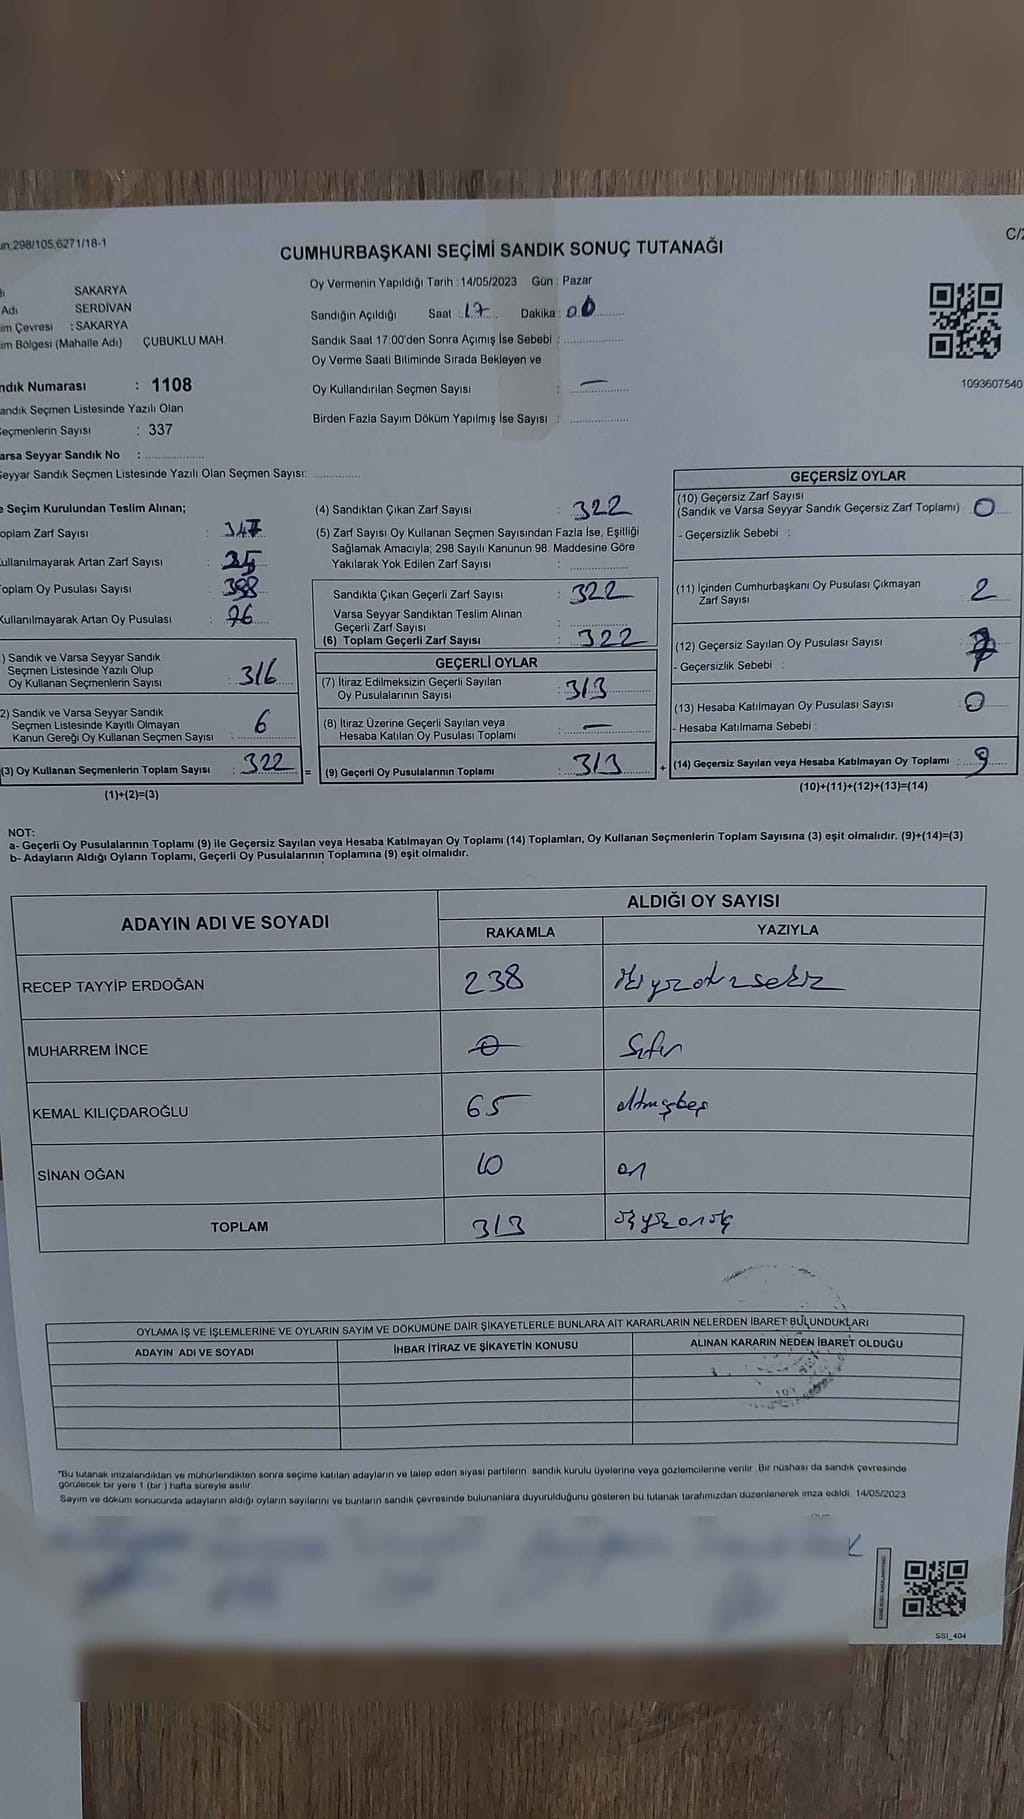 298/105,6271/18-1
C/2
CUMHURBAŞKANI SEÇİMİ SANDIK SONUÇ TUTANAĞI
SAKARYA
Adı SERDİVAN
im Çevresi : SAKARYA
im Bölgesi (Mahalle Adı) ÇUBUKLU MAH.
ndık Numarası : 1108
andık Seçmen Listesinde Yazılı Olan
Seçmenlerin Sayısı : 337
arsa Seyyar Sandık No :
Seyyar Sandık Seçmen Listesinde Yazılı Olan Seçmen Sayısı:
Oy Vermenin Yapıldığı Tarih : 14/05/2023 Gün : Pazar
Sandığın Açıldığı Saat : 17 Dakika : 00
Sandık Saat 17:00'den Sonra Açımış İse Sebebi :
Oy Verme Saati Bitiminde Sırada Bekleyen ve
Oy Kullandırılan Seçmen Sayısı : —
Birden Fazla Sayım Döküm Yapılmış İse Sayısı :
1093607540
e Seçim Kurulundan Teslim Alınan;
oplam Zarf Sayısı : 347
ullanılmayarak Artan Zarf Sayısı : 25
oplam Oy Pusulası Sayısı : 398
Kullanılmayarak Artan Oy Pusulası : 76
) Sandık ve Varsa Seyyar Sandık
Seçmen Listesinde Yazılı Olup
Oy Kullanan Seçmenlerin Sayısı : 316
2) Sandık ve Varsa Seyyar Sandık
Seçmen Listesinde Kayıtlı Olmayan
Kanun Gereği Oy Kullanan Seçmen Sayısı : 6
(3) Oy Kullanan Seçmenlerin Toplam Sayısı : 322 =
(1)+(2)=(3)
(4) Sandıktan Çıkan Zarf Sayısı : 322
(5) Zarf Sayısı Oy Kullanan Seçmen Sayısından Fazla İse, Eşitliği
Sağlamak Amacıyla; 298 Sayılı Kanunun 98. Maddesine Göre
Yakılarak Yok Edilen Zarf Sayısı :
Sandıkla Çıkan Geçerli Zarf Sayısı : 322
Varsa Seyyar Sandıktan Teslim Alınan
Geçerli Zarf Sayısı :
(6) Toplam Geçerli Zarf Sayısı : 322
GEÇERLİ OYLAR
(7) İtiraz Edilmeksizin Geçerli Sayılan
Oy Pusulalarının Sayısı : 313
(8) İtiraz Üzerine Geçerli Sayılan veya
Hesaba Katılan Oy Pusulası Toplamı : —
(9) Geçerli Oy Pusulalarının Toplamı : 313 +
GEÇERSİZ OYLAR
(10) Geçersiz Zarf Sayısı
(Sandık ve Varsa Seyyar Sandık Geçersiz Zarf Toplamı) : 0
- Geçersizlik Sebebi :
(11) İçinden Cumhurbaşkanı Oy Pusulası Çıkmayan
Zarf Sayısı : 2
(12) Geçersiz Sayılan Oy Pusulası Sayısı : 7
- Geçersizlik Sebebi :
(13) Hesaba Katılmayan Oy Pusulası Sayısı : 0
- Hesaba Katılmama Sebebi :
(14) Geçersiz Sayılan veya Hesaba Katılmayan Oy Toplamı : 9
(10)+(11)+(12)+(13)=(14)
NOT:
a- Geçerli Oy Pusulalarının Toplamı (9) ile Geçersiz Sayılan veya Hesaba Katılmayan Oy Toplamı (14) Toplamları, Oy Kullanan Seçmenlerin Toplam Sayısına (3) eşit olmalıdır. (9)+(14)=(3)
b- Adayların Aldığı Oyların Toplamı, Geçerli Oy Pusulalarının Toplamına (9) eşit olmalıdır.
ADAYIN ADI VE SOYADI ALDIĞI OY SAYISI
RAKAMLA YAZIYLA
RECEP TAYYİP ERDOĞAN 238 ikiyüzotuzsekiz
MUHARREM İNCE 0 Sıfır
KEMAL KILIÇDAROĞLU 65 altmışbeş
SİNAN OĞAN 10 on
TOPLAM 313 üçyüzonüç
OYLAMA İŞ VE İŞLEMLERİNE VE OYLARIN SAYIM VE DÖKÜMÜNE DAİR ŞİKAYETLERLE BUNLARA AİT KARARLARIN NELERDEN İBARET BULUNDUKLARI
ADAYIN ADI VE SOYADI İHBAR İTİRAZ VE ŞİKAYETİN KONUSU ALINAN KARARIN NEDEN İBARET OLDUĞU
*Bu tutanak imzalandıktan ve mühürlendikten sonra seçime katılan adayların ve talep eden siyasi partilerin sandık kurulu üyelerine veya gözlemcilerine verilir. Bir nüshası da sandık çevresinde
görülecek bir yere 1 (bir ) hafta süreyle asılır.
Sayım ve döküm sonucunda adayların aldığı oyların sayılarını ve bunların sandık çevresinde bulunanlara duyurulduğunu gösteren bu tutanak tarafımızdan düzenlenerek imza edildi. 14/05/2023
SSI_404